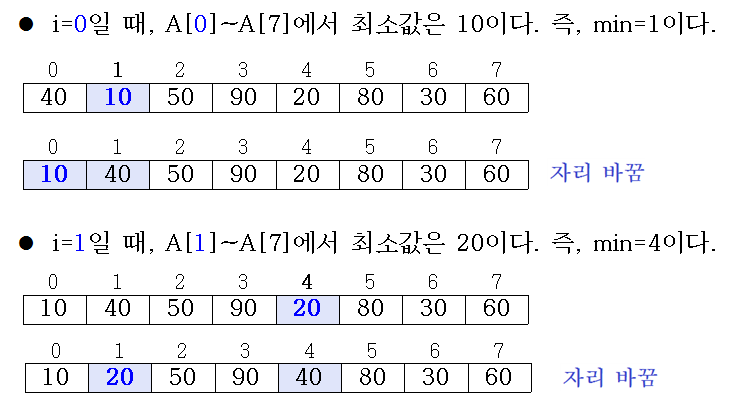 ● i=0일 때, A[0]~A[7]에서 최소값은 10이다. 즉, min=1이다.
0 1 2 3 4 5 6 7
40 10 50 90 20 80 30 60
0 1 2 3 4 5 6 7
10 40 50 90 20 80 30 60 자리 바꿈
● i=1일 때, A[1]~A[7]에서 최소값은 20이다. 즉, min=4이다.
0 1 2 3 4 5 6 7
10 40 50 90 20 80 30 60
0 1 2 3 4 5 6 7
10 20 50 90 40 80 30 60 자리 바꿈